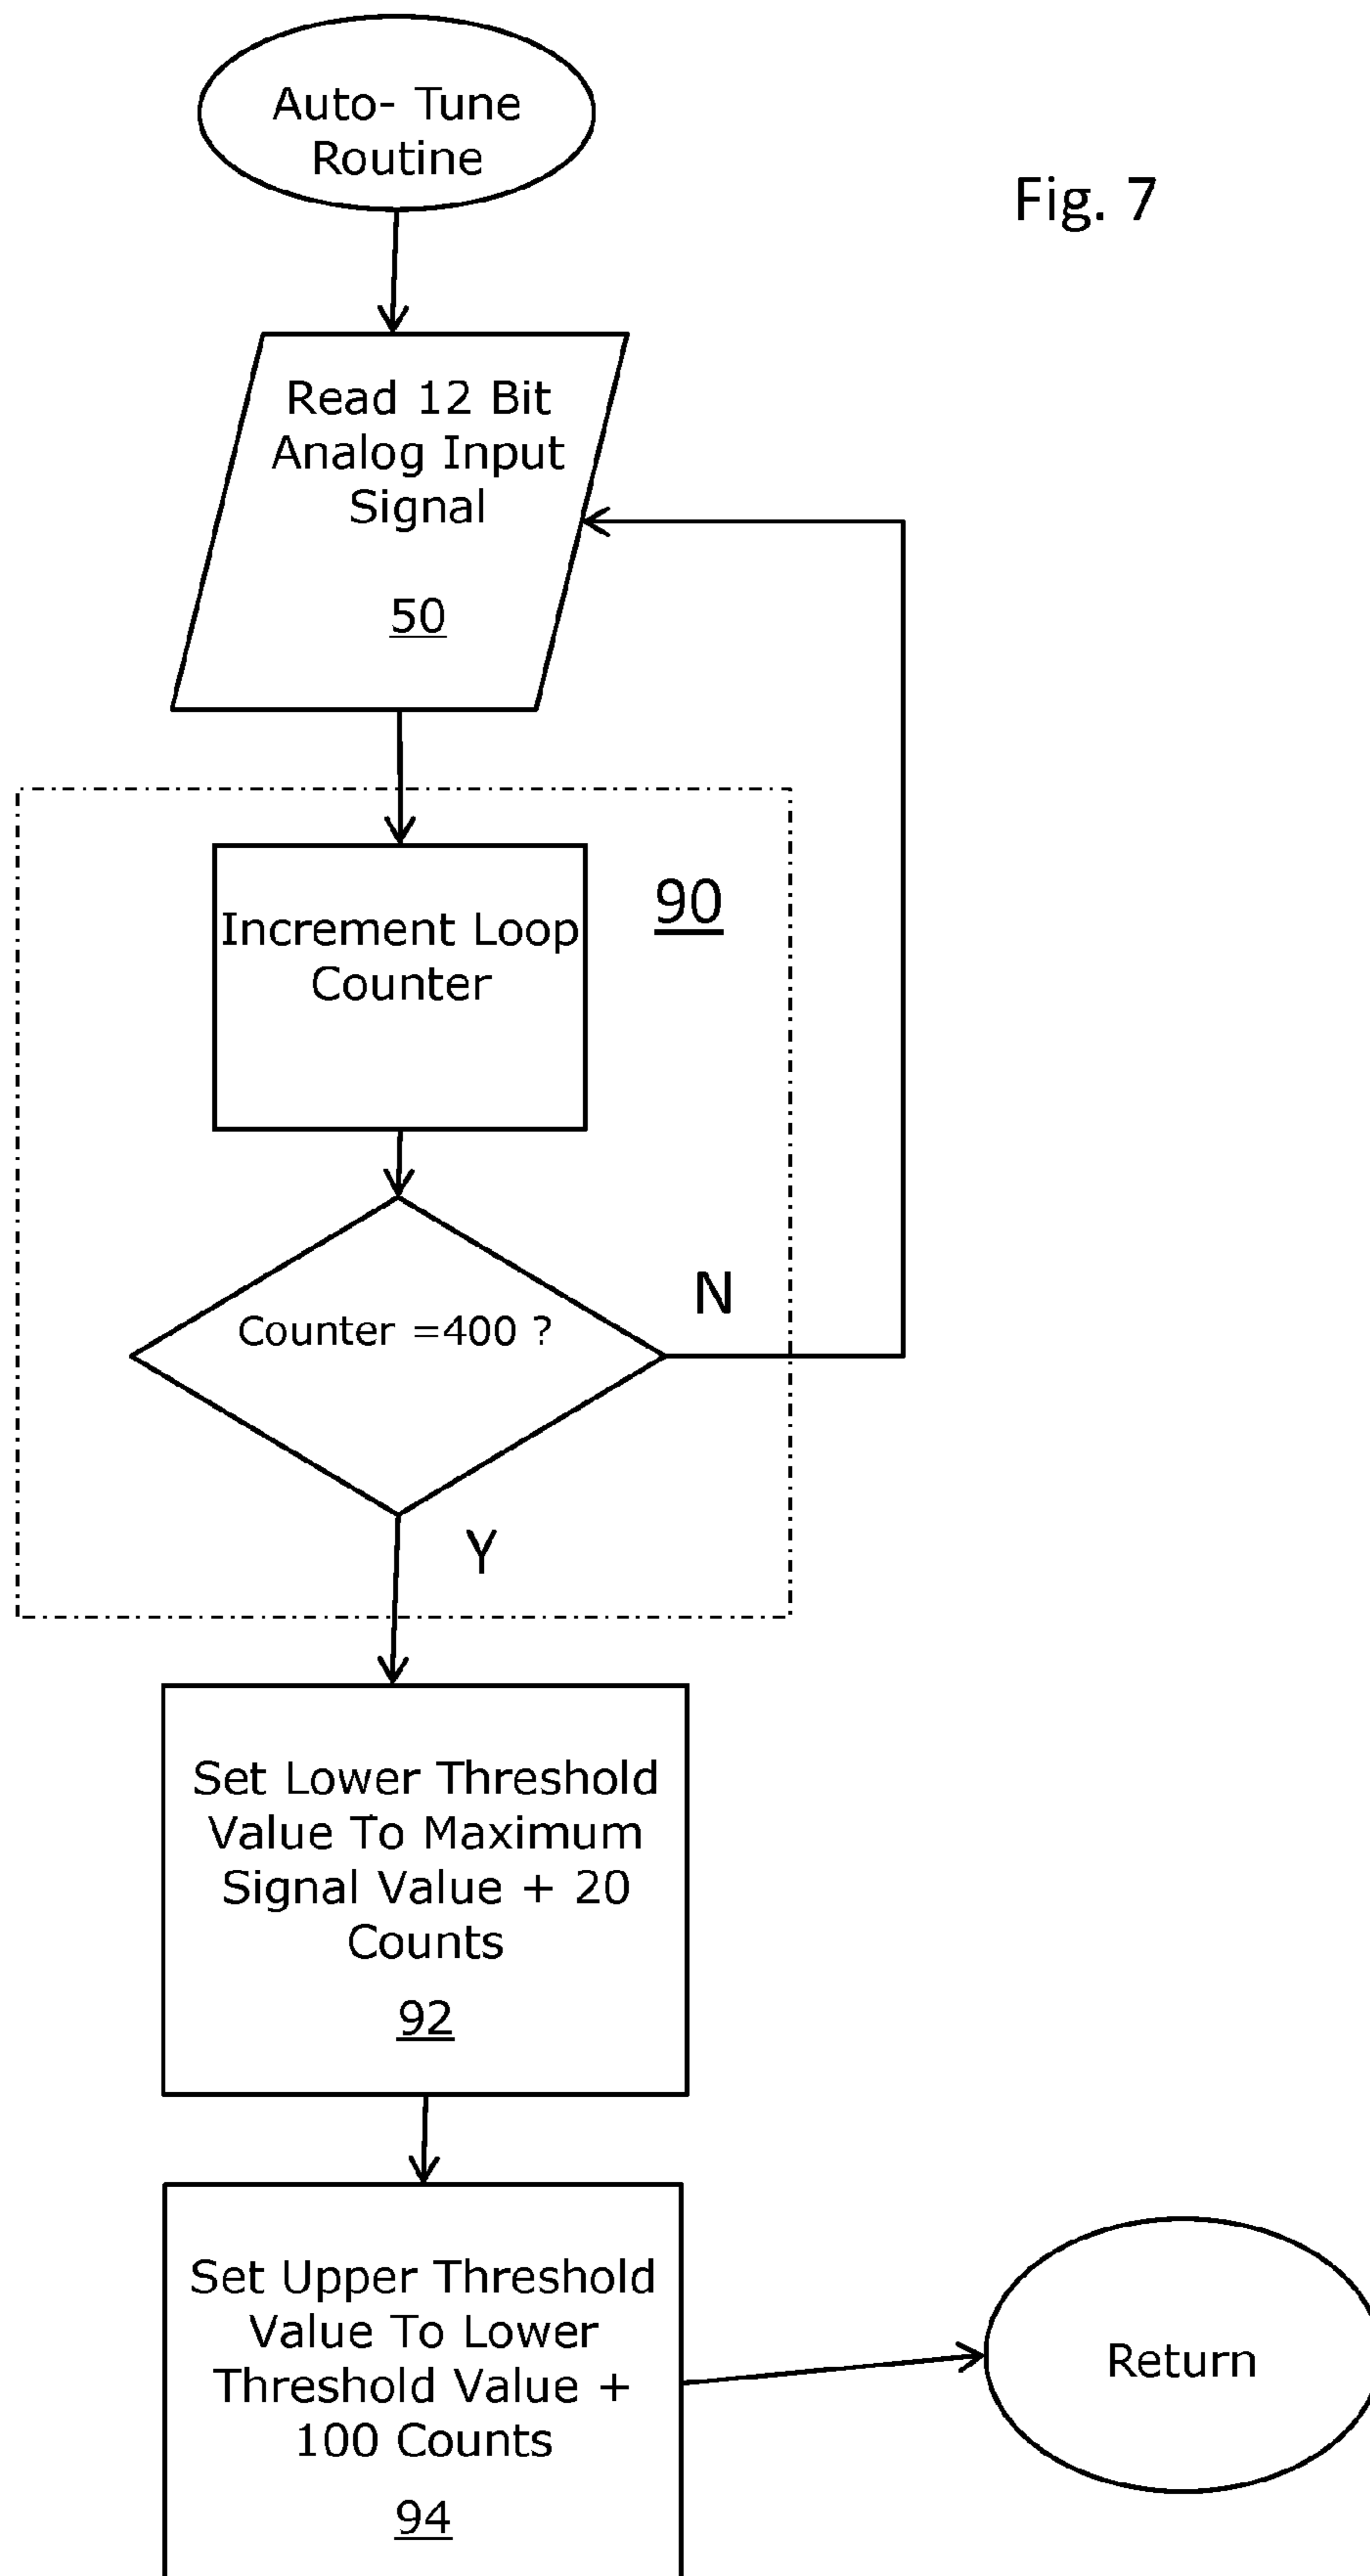 Auto- Tune
Routine
Fig. 7
Read 12 Bit
Analog Input
Signal
50
90
Increment Loop
Counter
Counter =400 ?
N
Y
Set Lower Threshold
Value To Maximum
Signal Value + 20
Counts
92
Set Upper Threshold
Value To Lower
Threshold Value +
100 Counts
94
Return